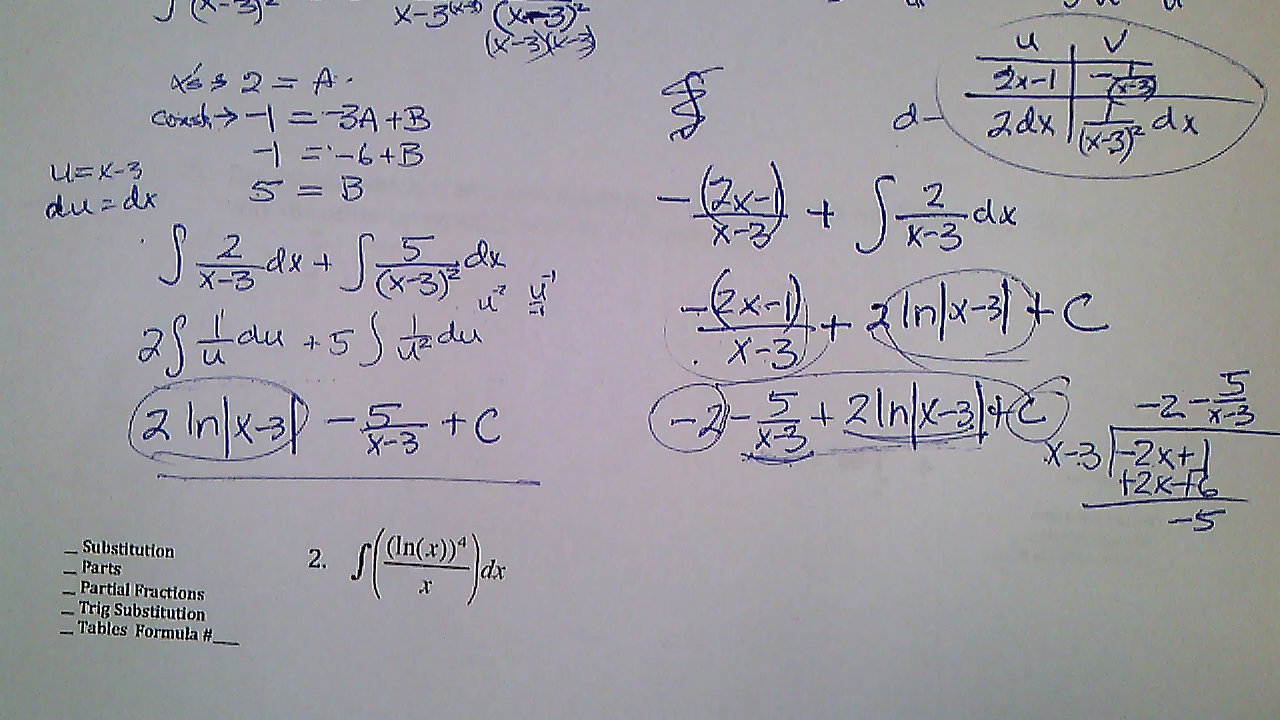 ∫ (x-3)²
x-3(x-3) (x-3)²
(x-3)(x-3)
x's → 2 = A
const → -1 = -3A + B
-1 = -6 + B
5 = B
u = x-3
du = dx
∫ 2/(x-3) dx + ∫ 5/(x-3)² dx
u⁻² u⁻¹/-1
2∫ 1/u du + 5∫ 1/u² du
2 ln|x-3| - 5/(x-3) + C
u | v
2x-1 | -1/(x-3)
d- 2dx | 1/(x-3)² dx
-(2x-1)/(x-3) + ∫ 2/(x-3) dx
-(2x-1)/(x-3) + 2 ln|x-3| + C
-2 - 5/(x-3) + 2 ln|x-3| + C
-2 - 5/(x-3)
x-3 | -2x+1
+2x+6
-5
_ Substitution
_ Parts
_ Partial Fractions
_ Trig Substitution
_ Tables Formula #___
2. ∫((ln(x))⁴/x)dx